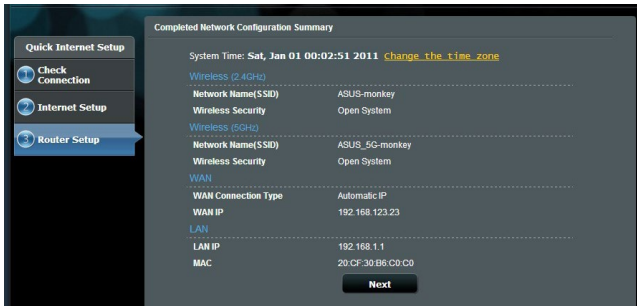 Completed Network Configuration Summary
Quick Internet Setup
1 Check Connection
2 Internet Setup
3 Router Setup
System Time: Sat, Jan 01 00:02:51 2011 Change the time zone
Wireless (2.4GHz)
Network Name(SSID) ASUS-monkey
Wireless Security Open System
Wireless (5GHz)
Network Name(SSID) ASUS_5G-monkey
Wireless Security Open System
WAN
WAN Connection Type Automatic IP
WAN IP 192.168.123.23
LAN
LAN IP 192.168.1.1
MAC 20:CF:30:B6:C0:C0
Next